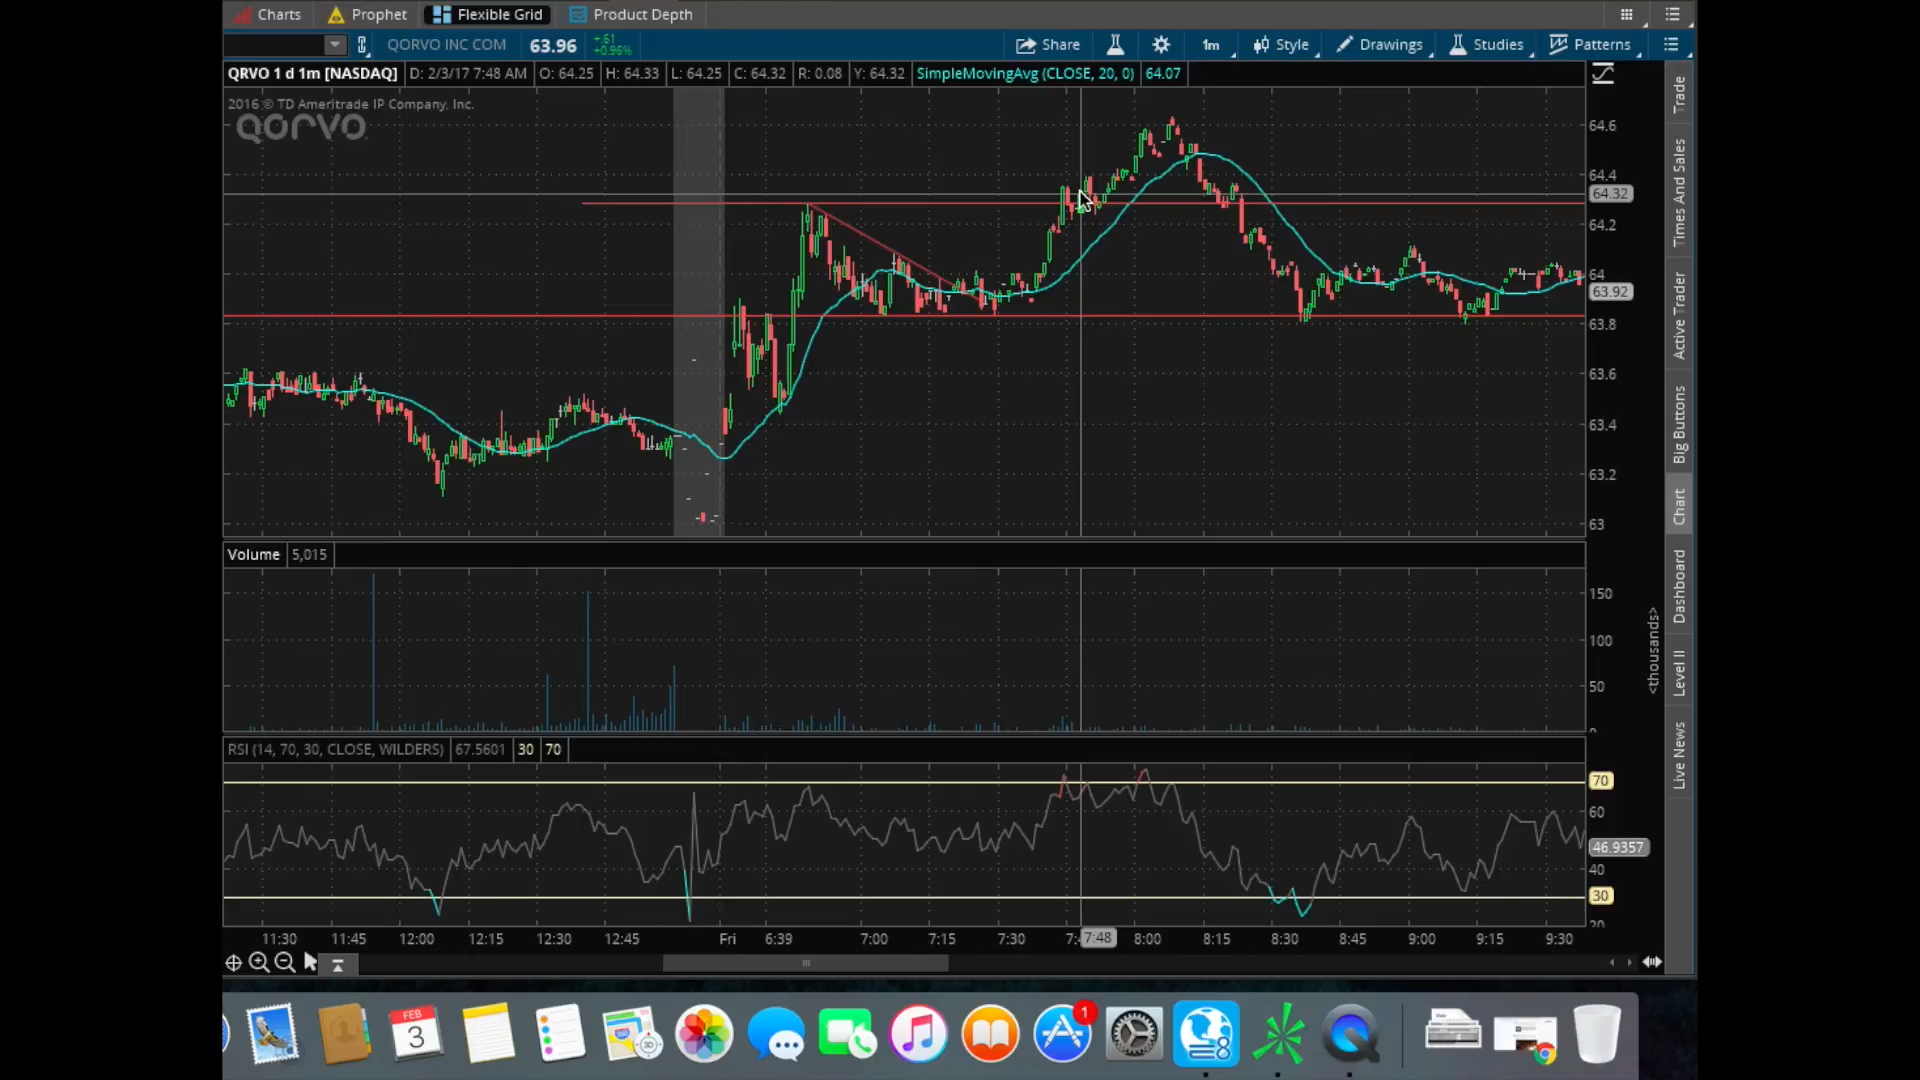 Charts Prophet Flexible Grid Product Depth
QORVO INC COM 63.96 +.61 +0.96% Share 1m Style Drawings Studies Patterns
QRVO 1 d 1m [NASDAQ] D: 2/3/17 7:48 AM O: 64.25 H: 64.33 L: 64.25 C: 64.32 R: 0.08 Y: 64.32 SimpleMovingAvg (CLOSE, 20, 0) 64.07
2016 © TD Ameritrade IP Company, Inc.
QORVO
64.6
64.4
64.32
64.2
64
63.92
63.8
63.6
63.4
63.2
63
Volume 5,015
150
100
50
<thousands>
RSI (14, 70, 30, CLOSE, WILDERS) 67.5601 30 70
70
60
46.9357
40
30
20
11:30 11:45 12:00 12:15 12:30 12:45 Fri 6:39 7:00 7:15 7:30 7:48 8:00 8:15 8:30 8:45 9:00 9:15 9:30
Trade
Times And Sales
Active Trader
Big Buttons
Chart
Dashboard
Level II
Live News
FEB
3
3D
1
8